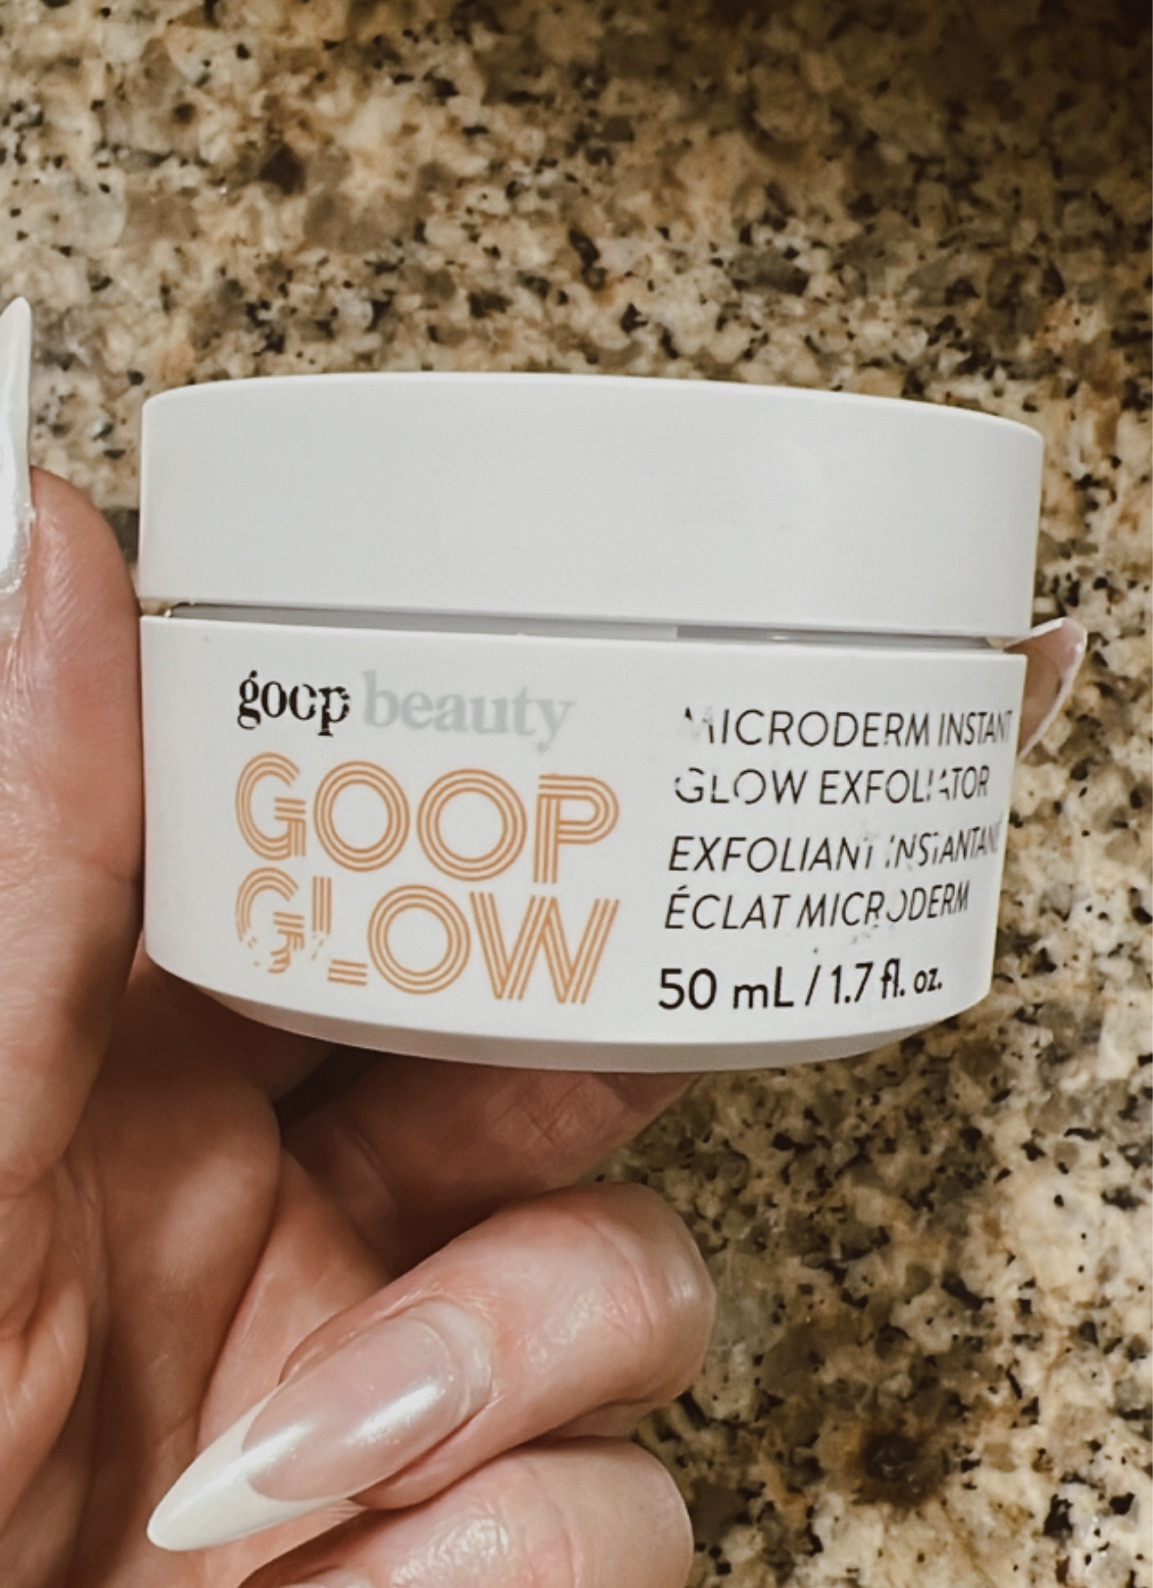 goop beauty
GOOP
GLOW
MICRODERM INSTANT
GLOW EXFOLIATOR
EXFOLIANT INSTANTANÉ
ÉCLAT MICRODERM
50 mL / 1.7 fl. oz.